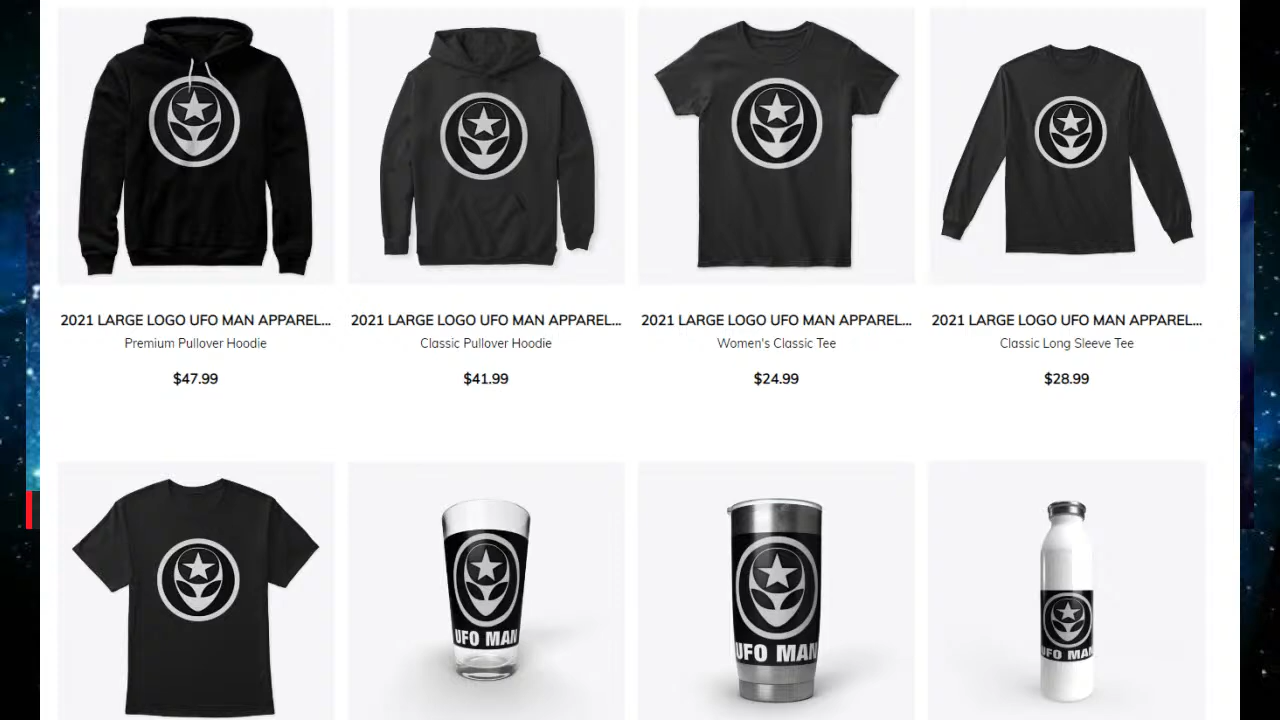 2021 LARGE LOGO UFO MAN APPAREL...
2021 LARGE LOGO UFO MAN APPAREL...
2021 LARGE LOGO UFO MAN APPAREL...
2021 LARGE LOGO UFO MAN APPAREL...
Premium Pullover Hoodie
Classic Pullover Hoodie
Women's Classic Tee
Classic Long Sleeve Tee
$47.99
$41.99
$24.99
$28.99
UFO MAN
UFO MAN
UFO MAN